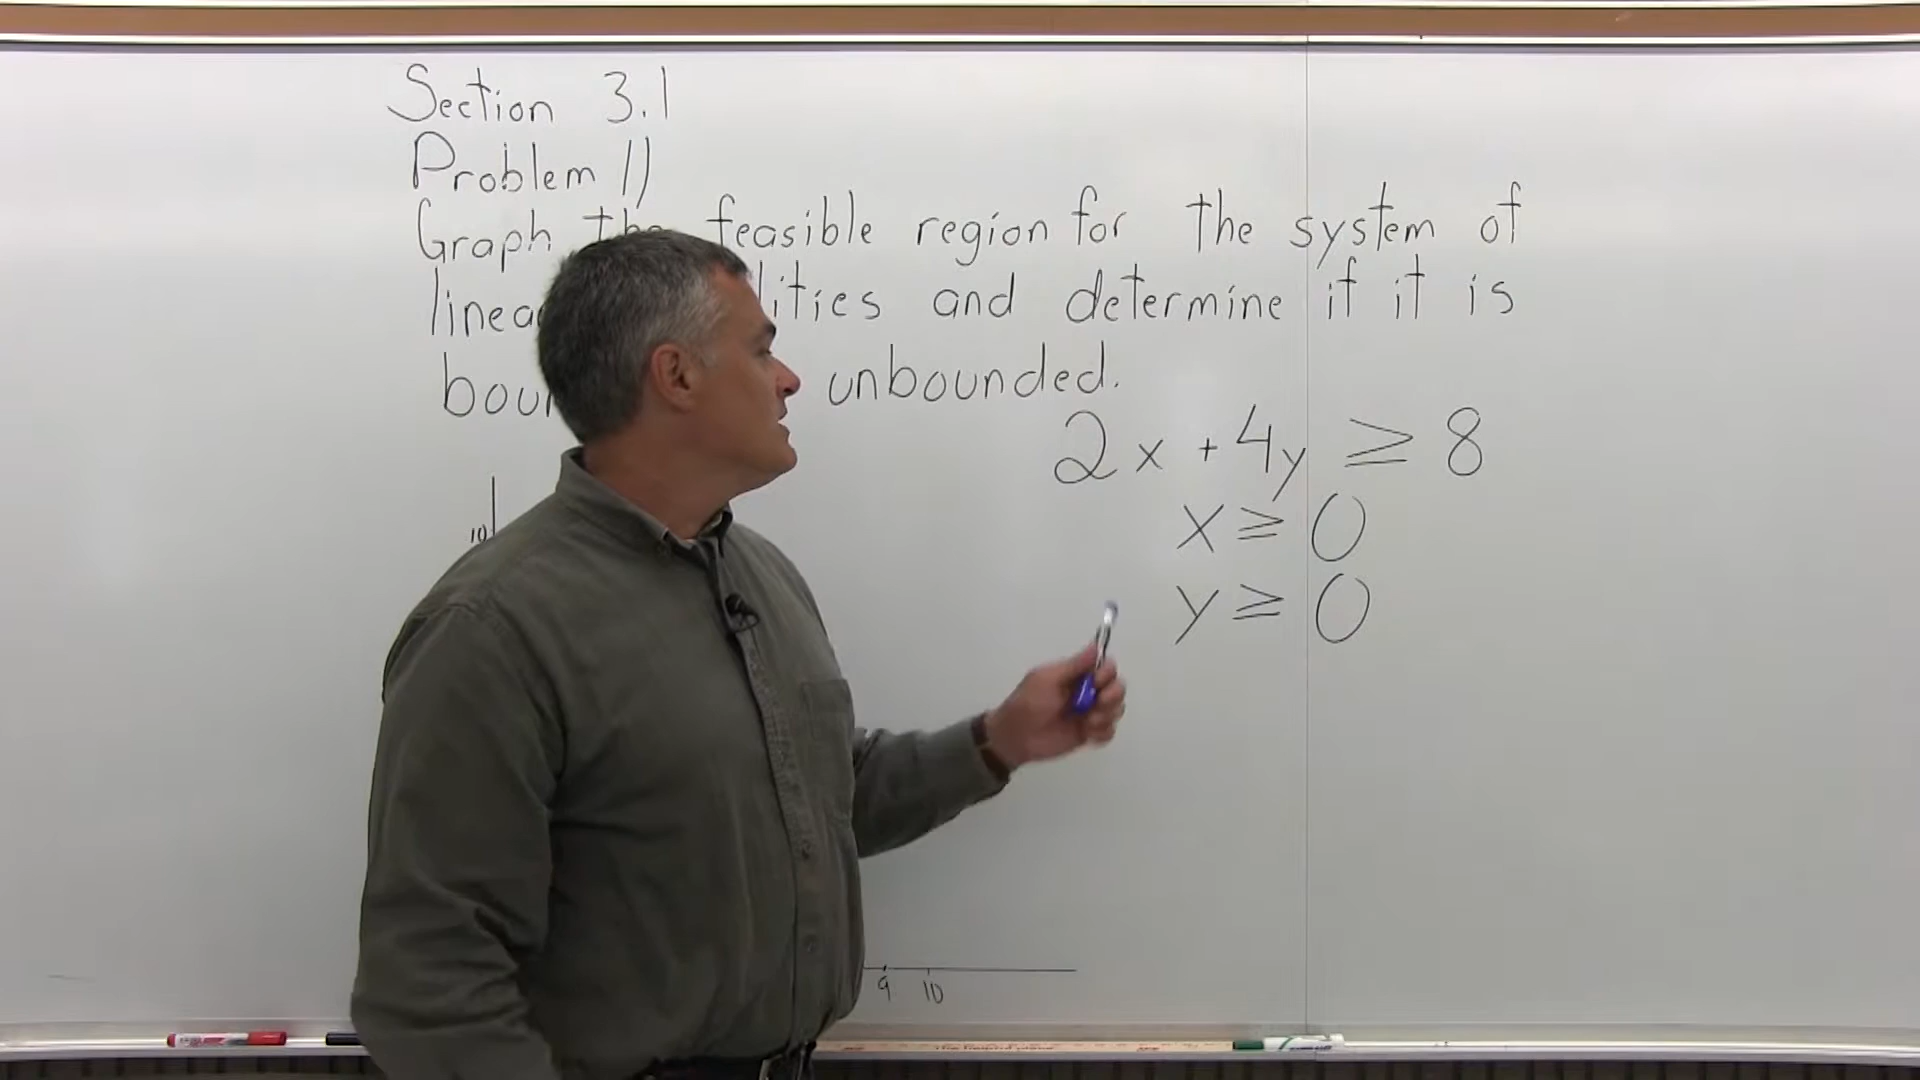 Section 3.1
Problem 11
Graph the feasible region for the system of
and determine if it is
unbounded.
2x + 4y ≥ 8
x ≥ 0
y ≥ 0
10
9 10